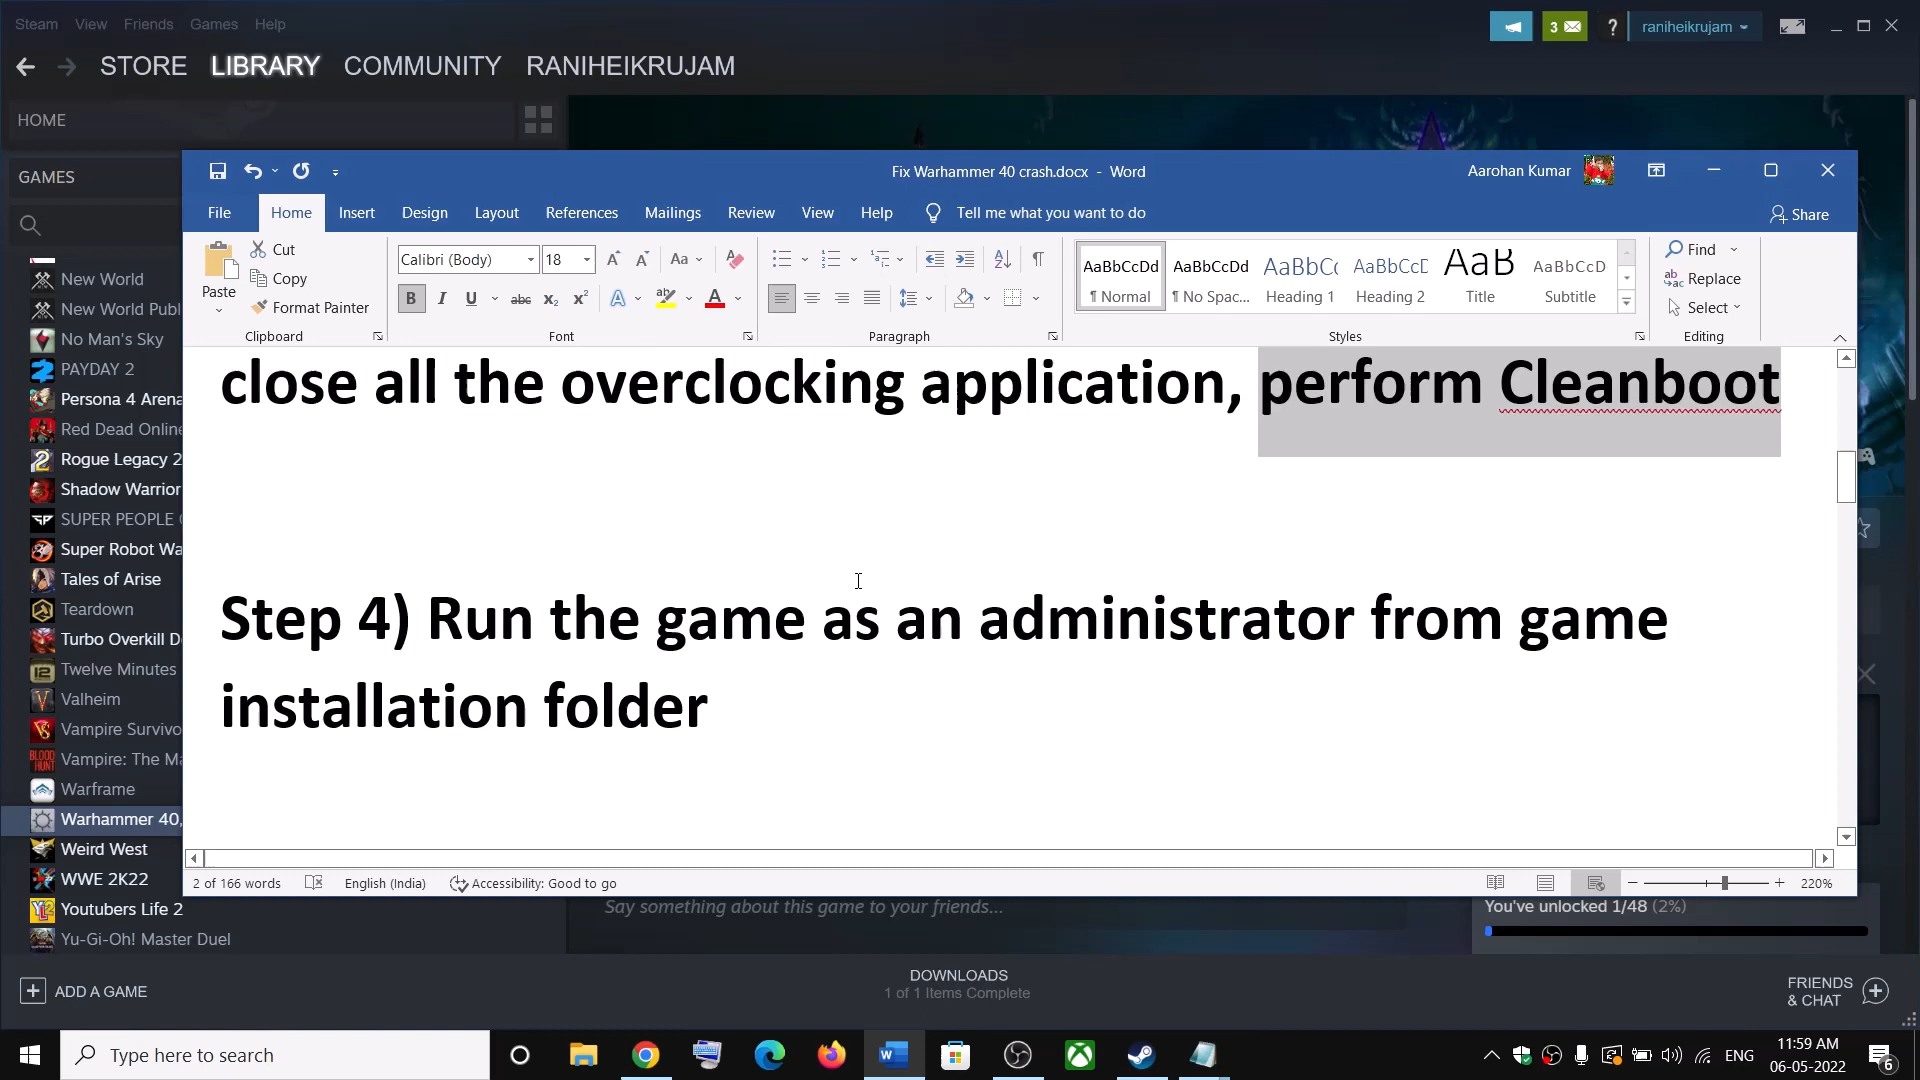 Steam View Friends Games Help
3
?
raniheikrujam
STORE LIBRARY COMMUNITY RANIHEIKRUJAM
HOME
GAMES
Fix Warhammer 40 crash.docx - Word
Aarohan Kumar
File Home Insert Design Layout References Mailings Review View Help Tell me what you want to do
Share
Paste
Cut
Copy
Format Painter
Clipboard
Calibri (Body) 18
Font
Paragraph
AaBbCcDd AaBbCcDd AaBbCc AaBbCcD AaB AaBbCcD
¶ Normal ¶ No Spac... Heading 1 Heading 2 Title Subtitle
Styles
Find
Replace
Select
Editing
close all the overclocking application, perform Cleanboot
Step 4) Run the game as an administrator from game
installation folder
2 of 166 words English (India) Accessibility: Good to go
220%
New World
New World Publ
No Man's Sky
PAYDAY 2
Persona 4 Arena
Red Dead Online
Rogue Legacy 2
Shadow Warrior
SUPER PEOPLE
Super Robot Wa
Tales of Arise
Teardown
Turbo Overkill D
Twelve Minutes
Valheim
Vampire Survivo
Vampire: The Ma
Warframe
Warhammer 40,
Weird West
WWE 2K22
Youtubers Life 2
Yu-Gi-Oh! Master Duel
Say something about this game to your friends...
You've unlocked 1/48 (2%)
ADD A GAME
DOWNLOADS
1 of 1 Items Complete
FRIENDS
& CHAT
Type here to search
ENG
11:59 AM
06-05-2022
6